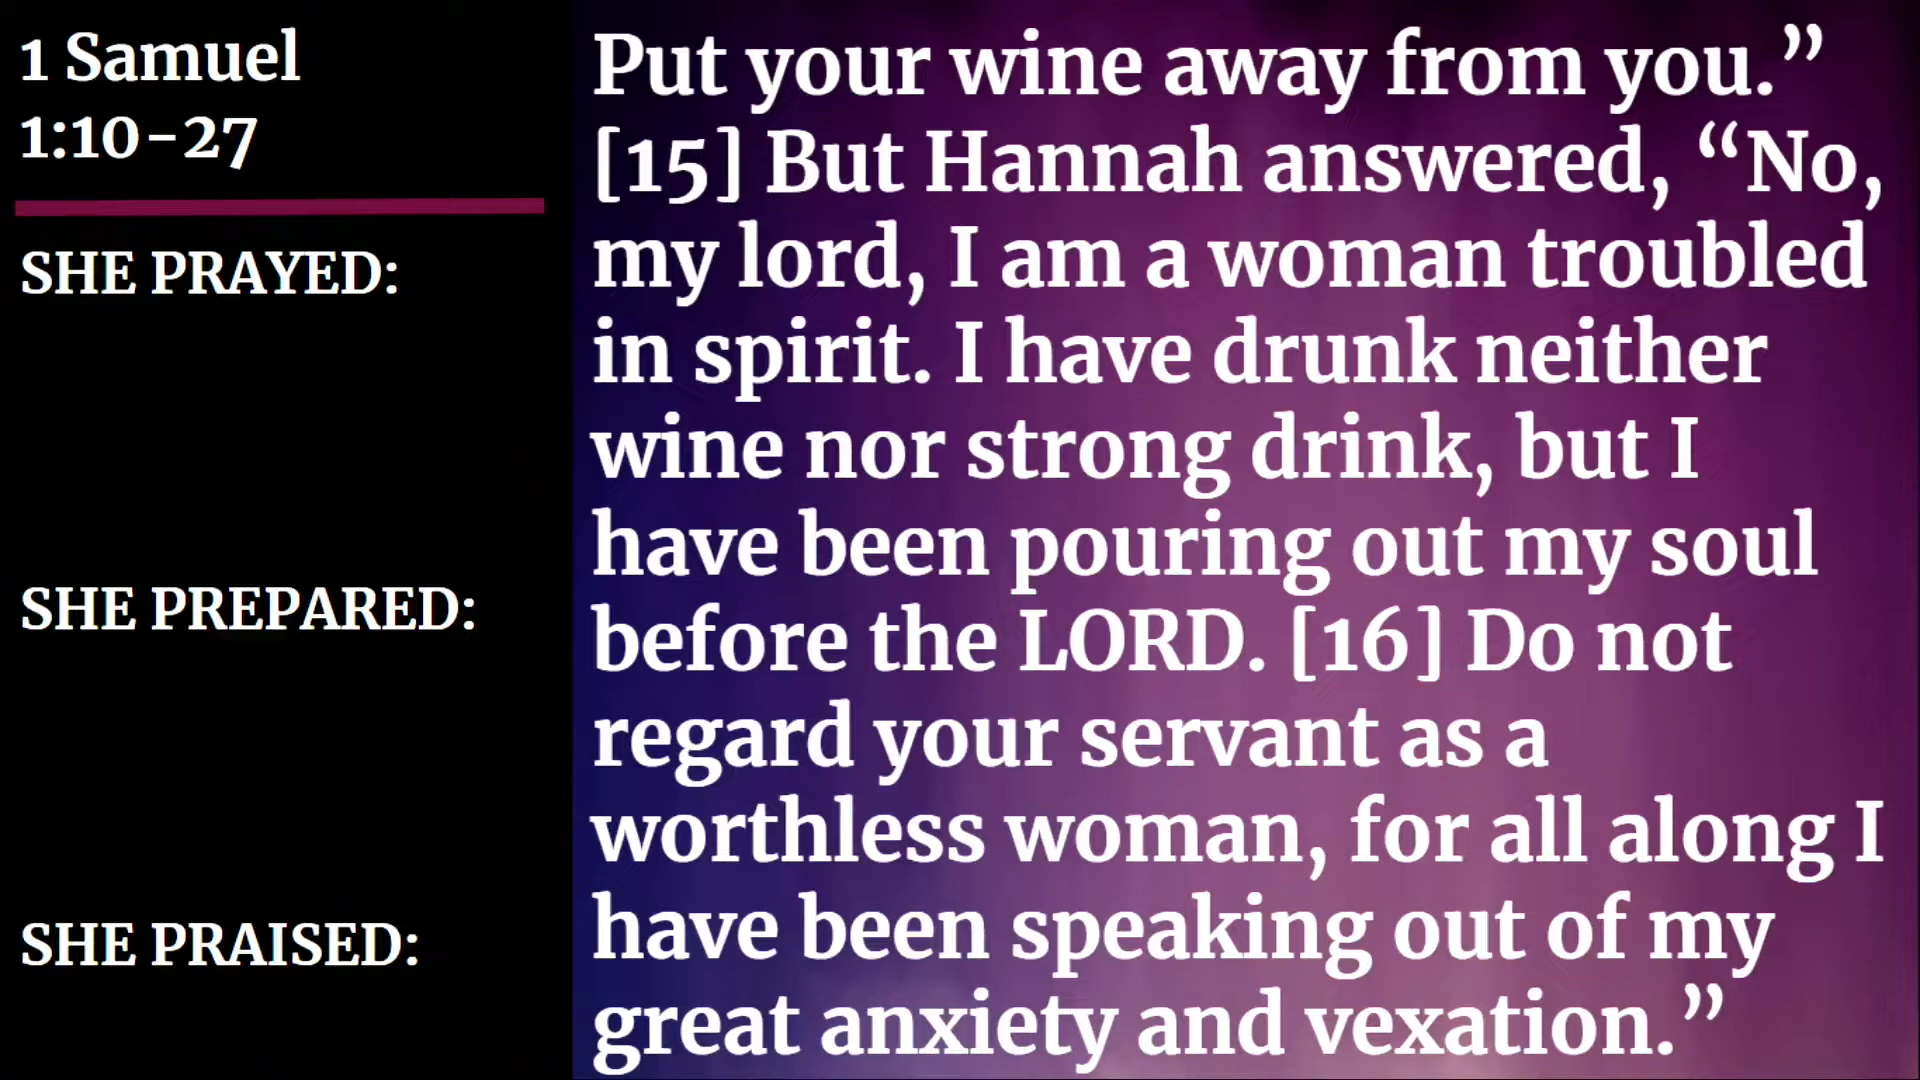 1 Samuel
1:10-27
SHE PRAYED:
SHE PREPARED:
SHE PRAISED:
Put your wine away from you.”
[15] But Hannah answered, “No,
my lord, I am a woman troubled
in spirit. I have drunk neither
wine nor strong drink, but I
have been pouring out my soul
before the LORD. [16] Do not
regard your servant as a
worthless woman, for all along I
have been speaking out of my
great anxiety and vexation.”